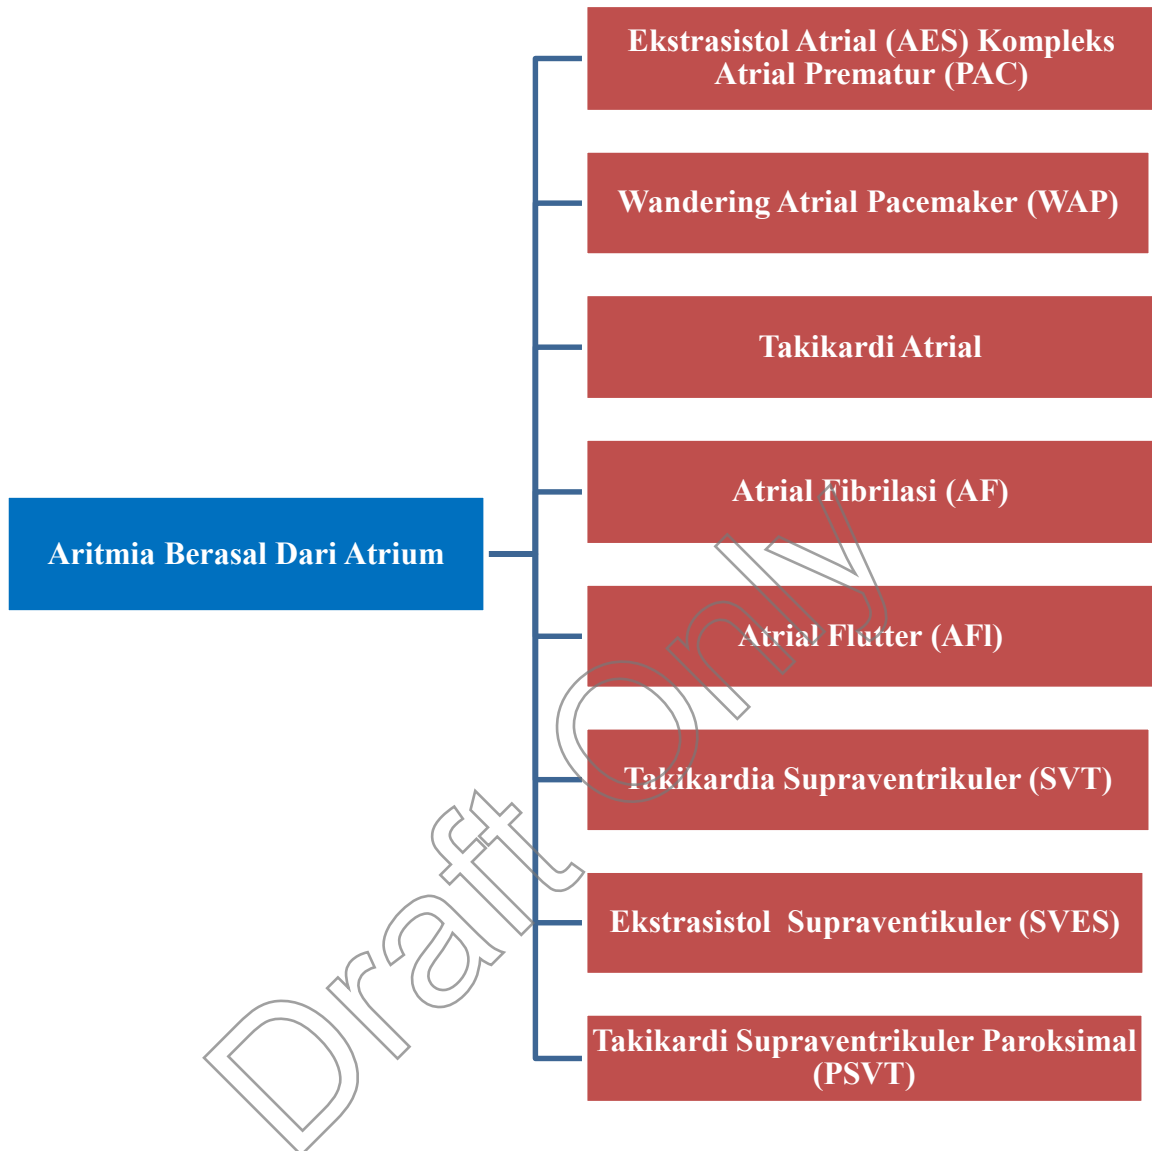 Ekstrasistol Atrial (AES) Kompleks
Atrial Prematur (PAC)
Wandering Atrial Pacemaker (WAP)
Takikardi Atrial
Atrial Fibrilasi (AF)
Aritmia Berasal Dari Atrium
Atrial Flutter (AFl)
Takikardia Supraventrikuler (SVT)
Ekstrasistol  Supraventikuler (SVES)
Takikardi Supraventrikuler Paroksimal
(PSVT)
Draft Only